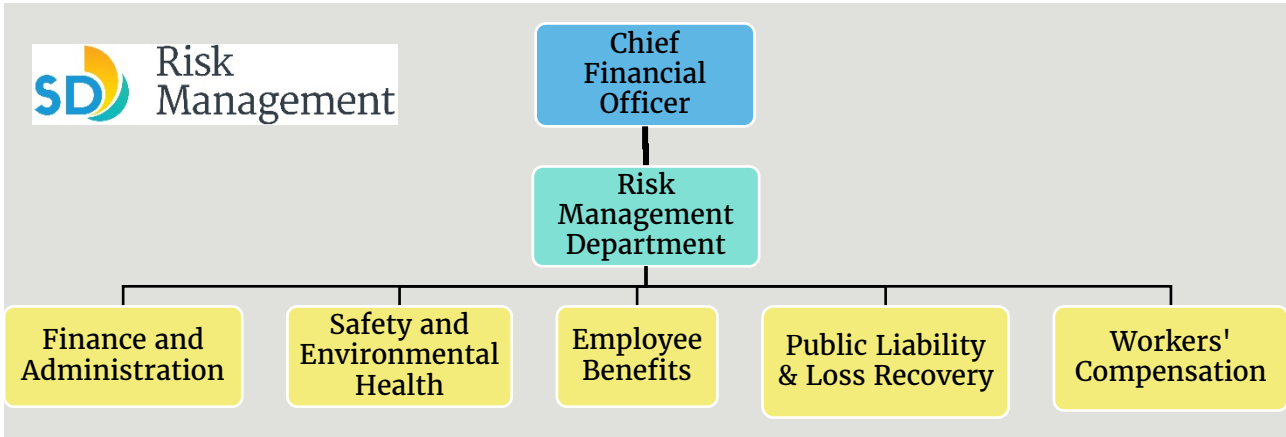 SD
Risk
Management
Chief
Financial
Officer
Risk
Management
Department
Finance and
Administration
Safety and
Environmental
Health
Employee
Benefits
Public Liability
& Loss Recovery
Workers'
Compensation